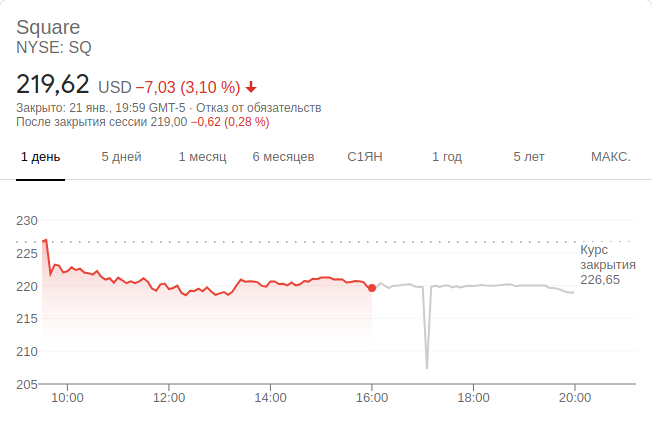 Square
NYSE: SQ
219,62 USD −7,03 (3,10 %)
Закрыто: 21 янв., 19:59 GMT-5 · Отказ от обязательств
После закрытия сессии 219,00 −0,62 (0,28 %)
1 день 5 дней 1 месяц 6 месяцев С1ЯН 1 год 5 лет МАКС.
230
225
220
215
210
205
Курс
закрытия
226,65
10:00 12:00 14:00 16:00 18:00 20:00